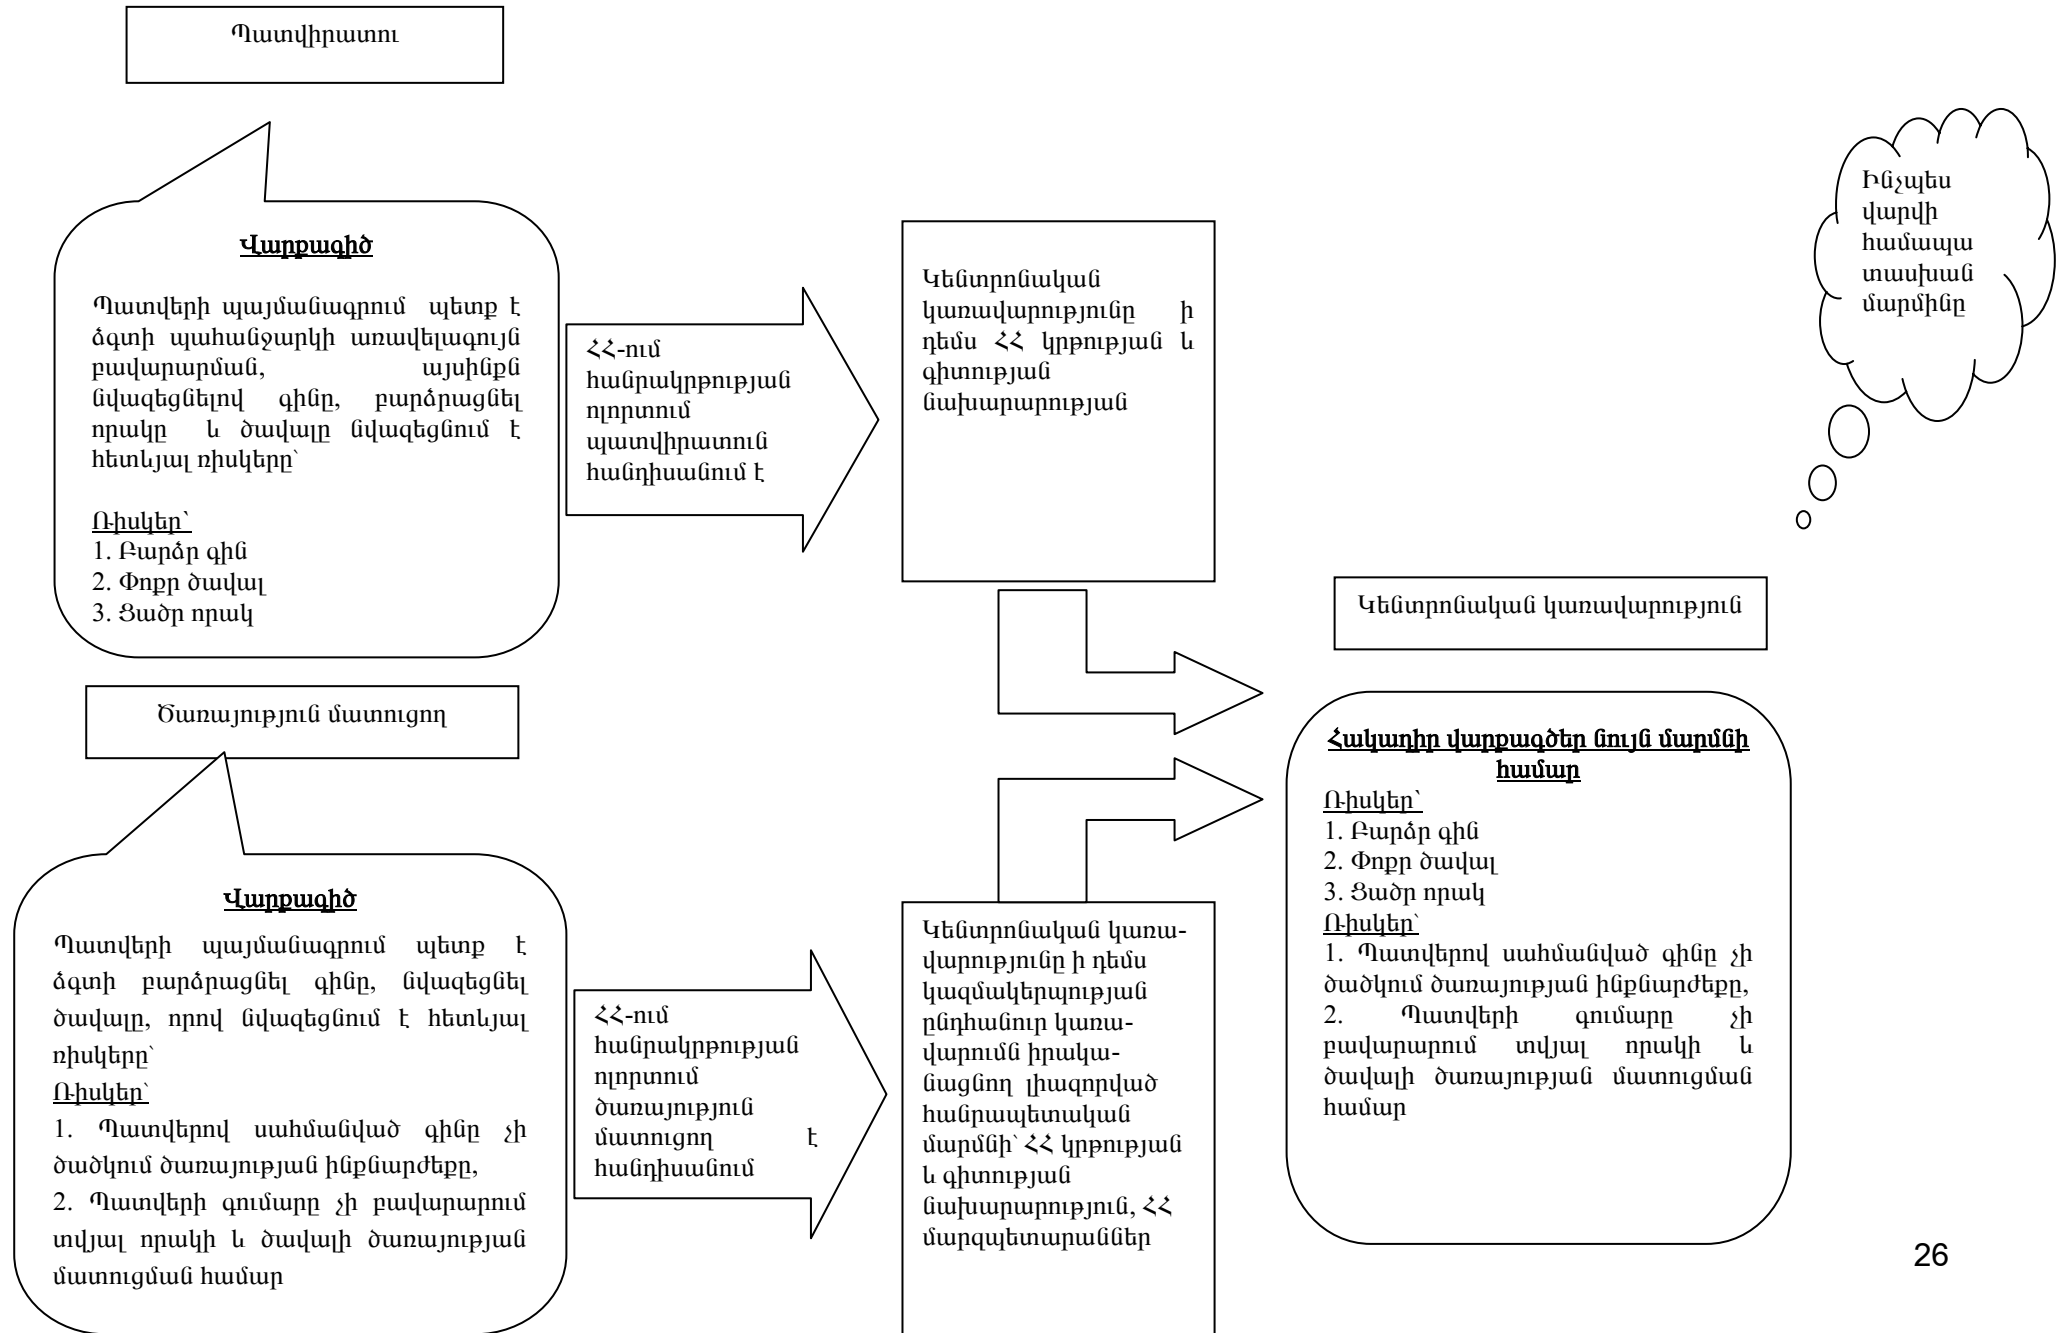 Պատվիրատու
Վարքագիծ
Պատվերի պայմանագրում պետք է
ձգտի պահանջարկի առավելագույն
բավարարման, այսինքն
նվազեցնելով գինը, բարձրացնել
որակը և ծավալը նվազեցնում է
հետևյալ ռիսկերը՝
Ռիսկեր՝
1. Բարձր գին
2. Փոքր ծավալ
3. Ցածր որակ
ՀՀ-ում
հանրակրթության
ոլորտում
պատվիրատուն
հանդիսանում է
Կենտրոնական
կառավարությունը ի
դեմս ՀՀ կրթության և
գիտության
նախարարության
Ինչպես
վարվի
համապա
տասխան
մարմինը
Ծառայություն մատուցող
Վարքագիծ
Պատվերի պայմանագրում պետք է
ձգտի բարձրացնել գինը, նվազեցնել
ծավալը, որով նվազեցնում է հետևյալ
ռիսկերը՝
Ռիսկեր՝
1. Պատվերով սահմանված գինը չի
ծածկում ծառայության ինքնարժեքը,
2. Պատվերի գումարը չի բավարարում
տվյալ որակի և ծավալի ծառայության
մատուցման համար
ՀՀ-ում
հանրակրթության
ոլորտում
ծառայություն
մատուցող է
հանդիսանում
Կենտրոնական կառա-
վարությունը ի դեմս
կազմակերպության
ընդհանուր կառա-
վարումն իրակա-
նացնող լիազորված
հանրապետական
մարմնի՝ ՀՀ կրթության
և գիտության
նախարարություն, ՀՀ
մարզպետարաններ
Կենտրոնական կառավարություն
Հակադիր վարքագծեր նույն մարմնի
համար
Ռիսկեր՝
1. Բարձր գին
2. Փոքր ծավալ
3. Ցածր որակ
Ռիսկեր՝
1. Պատվերով սահմանված գինը չի
ծածկում ծառայության ինքնարժեքը,
2. Պատվերի գումարը չի
բավարարում տվյալ որակի և
ծավալի ծառայության մատուցման
համար
26